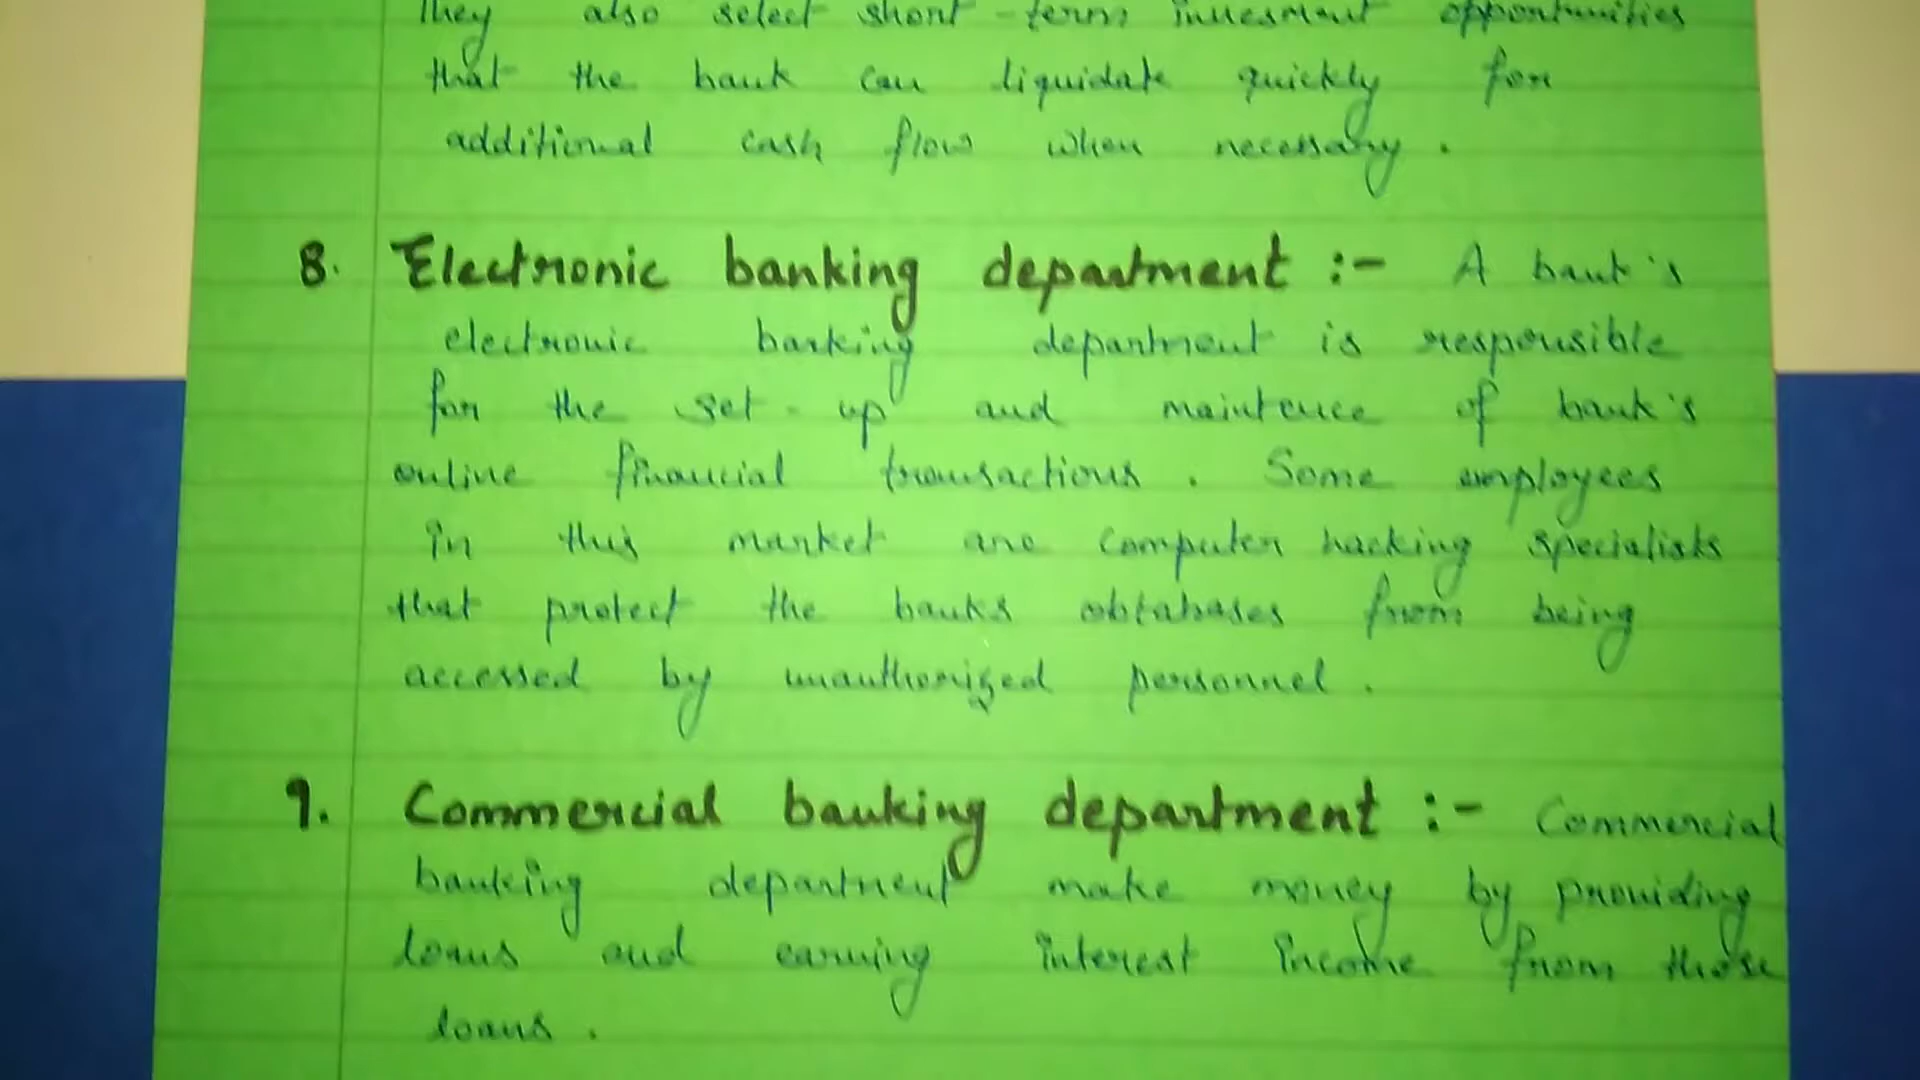 They also select short-term invesment opportunities
that the bank can liquidate quickly for
additional cash flow when necessary.
8. Electronic banking department :- A bank's
electronic banking department is responsible
for the set-up and maintence of bank's
online financial transactions. Some employees
in this market are computer hacking specialists
that protect the banks from being
accessed by unauthorized personnel.
9. Commercial banking department :- Commercial
banking department make money by providing
loans and earning interest income from those
loans.